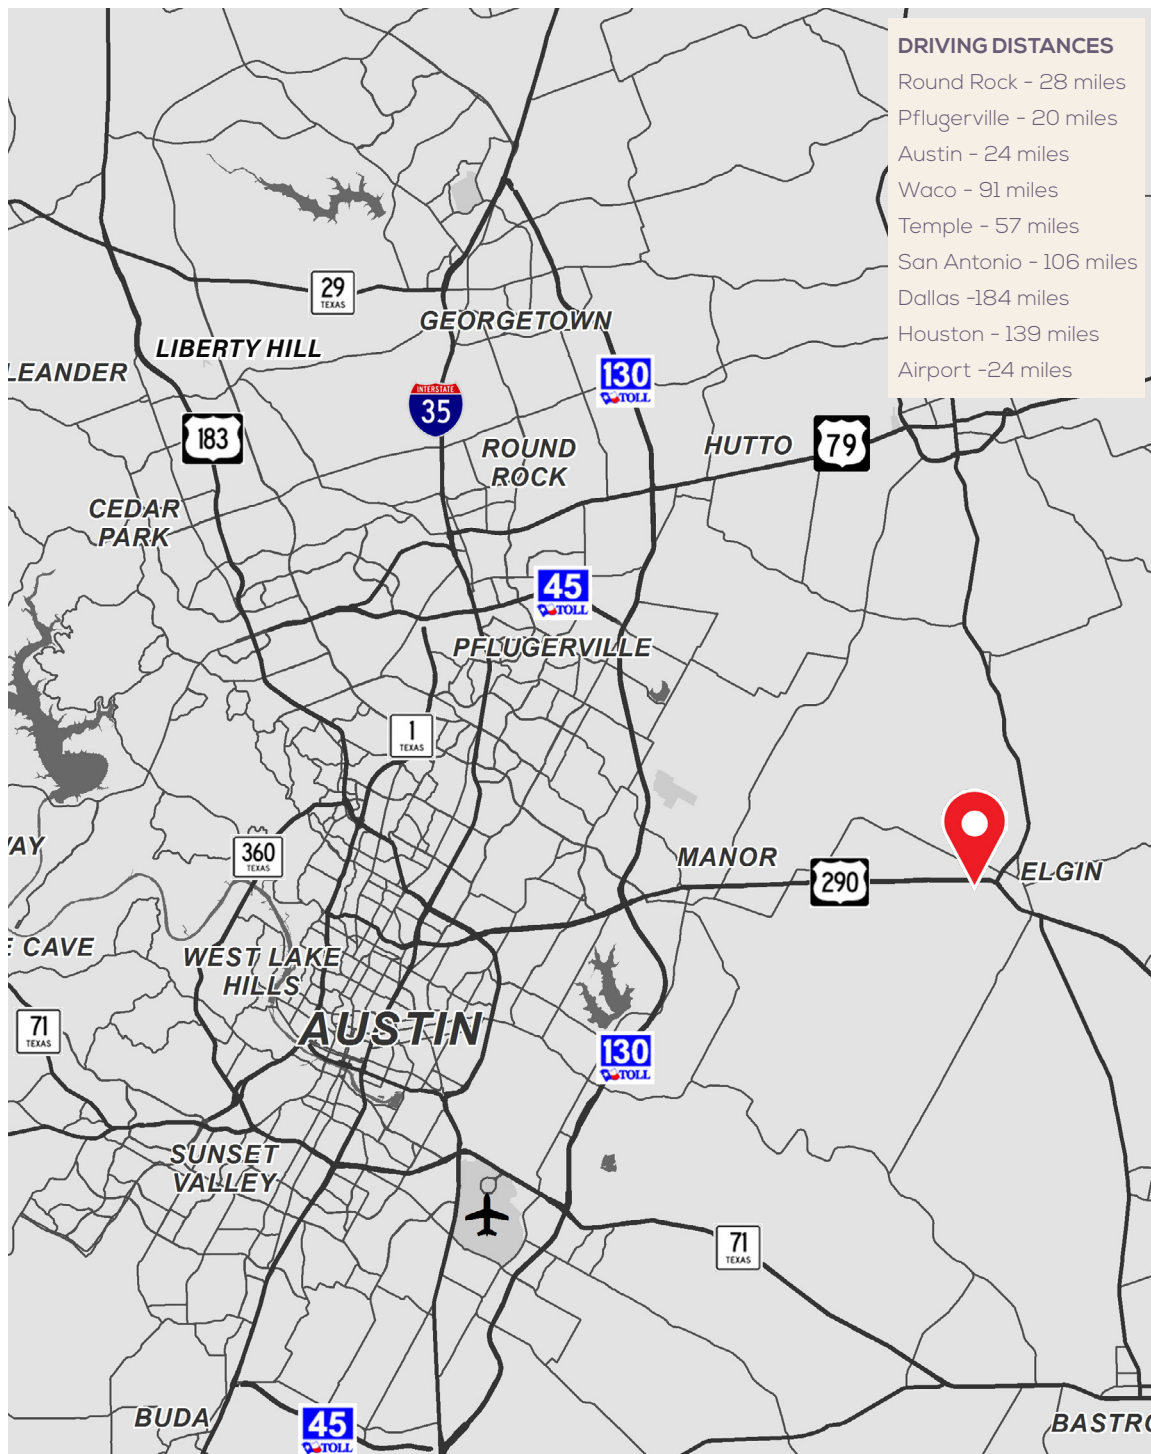 DRIVING DISTANCES
Round Rock - 28 miles
Pflugerville - 20 miles
Austin - 24 miles
Waco - 91 miles
Temple - 57 miles
San Antonio - 106 miles
Dallas -184 miles
Houston - 139 miles
Airport -24 miles
29
TEXAS
GEORGETOWN
LIBERTY HILL
LEANDER
130
TOLL
INTERSTATE
35
183
ROUND
ROCK
HUTTO
79
CEDAR
PARK
45
TOLL
PFLUGERVILLE
1
TEXAS
WAY
360
TEXAS
MANOR
290
ELGIN
E CAVE
WEST LAKE
HILLS
71
TEXAS
AUSTIN
130
TOLL
SUNSET
VALLEY
71
TEXAS
BUDA
45
TOLL
BASTRO